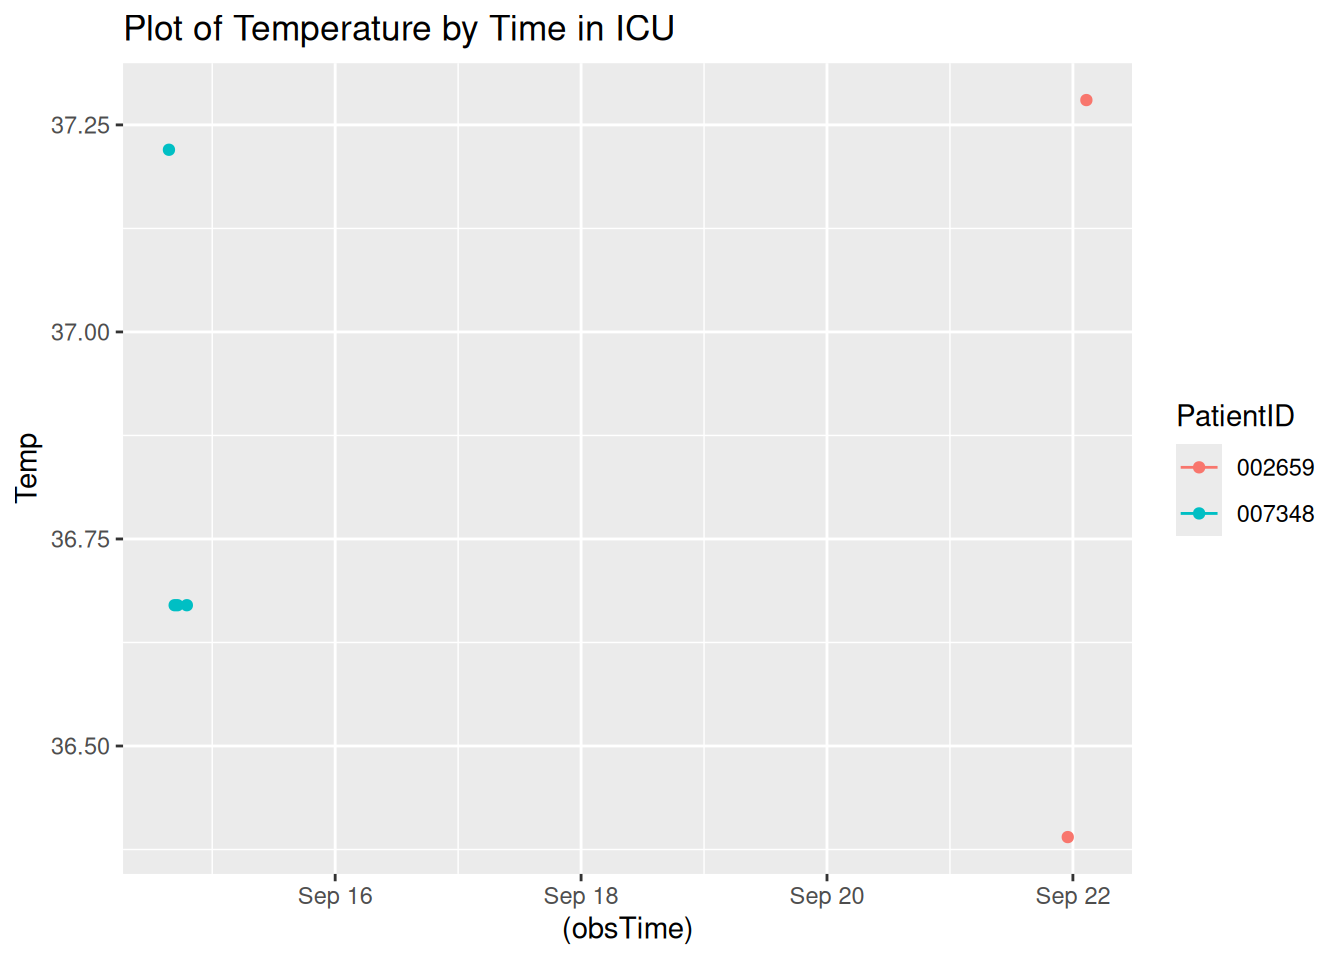 Plot of Temperature by Time in ICU
37.25
37.00
36.75
36.50
Temp
Sep 16
Sep 18
Sep 20
Sep 22
(obsTime)
PatientID
002659
007348